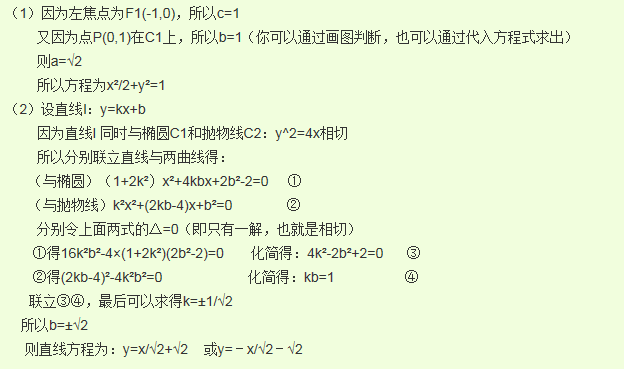 （1）因为左焦点为F1(-1,0)，所以c=1
又因为点P(0,1)在C1上，所以b=1（你可以通过画图判断，也可以通过代入方程式求出）
则a=√2
所以方程为x²/2+y²=1
（2）设直线l：y=kx+b
因为直线l 同时与椭圆C1和抛物线C2：y^2=4x相切
所以分别联立直线与两曲线得：
（与椭圆）（1+2k²）x²+4kbx+2b²-2=0 ①
（与抛物线）k²x²+(2kb-4)x+b²=0 ②
分别令上面两式的△=0（即只有一解，也就是相切）
①得16k²b²-4×(1+2k²)(2b²-2)=0 化简得：4k²-2b²+2=0 ③
②得(2kb-4)²-4k²b²=0 化简得：kb=1 ④
联立③④，最后可以求得k=±1/√2
所以b=±√2
则直线方程为：y=x/√2+√2 或y=－x/√2－√2